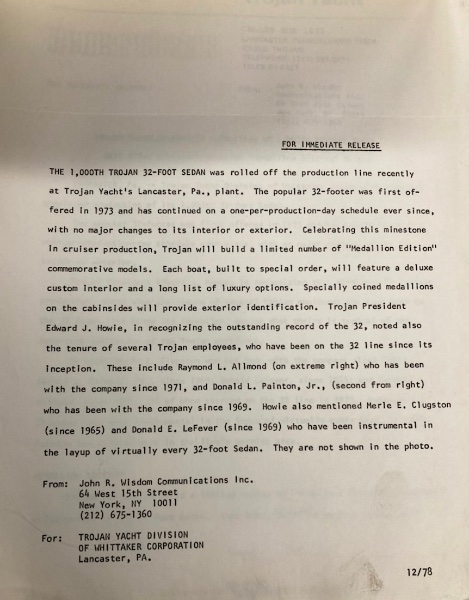 FOR IMMEDIATE RELEASE
THE 1,000TH TROJAN 32-FOOT SEDAN was rolled off the production line recently
at Trojan Yacht's Lancaster, Pa., plant. The popular 32-footer was first of-
fered in 1973 and has continued on a one-per-production-day schedule ever since,
with no major changes to its interior or exterior. Celebrating this minestone
in cruiser production, Trojan will build a limited number of "Medallion Edition"
commemorative models. Each boat, built to special order, will feature a deluxe
custom interior and a long list of luxury options. Specially coined medallions
on the cabinsides will provide exterior identification. Trojan President
Edward J. Howie, in recognizing the outstanding record of the 32, noted also
the tenure of several Trojan employees, who have been on the 32 line since its
inception. These include Raymond L. Allmond (on extreme right) who has been
with the company since 1971, and Donald L. Painton, Jr., (second from right)
who has been with the company since 1969. Howie also mentioned Merle E. Clugston
(since 1965) and Donald E. LeFever (since 1969) who have been instrumental in
the layup of virtually every 32-foot Sedan. They are not shown in the photo.
From: John R. Wisdom Communications Inc.
64 West 15th Street
New York, NY 10011
(212) 675-1360
For: TROJAN YACHT DIVISION
OF WHITTAKER CORPORATION
Lancaster, PA.
12/78